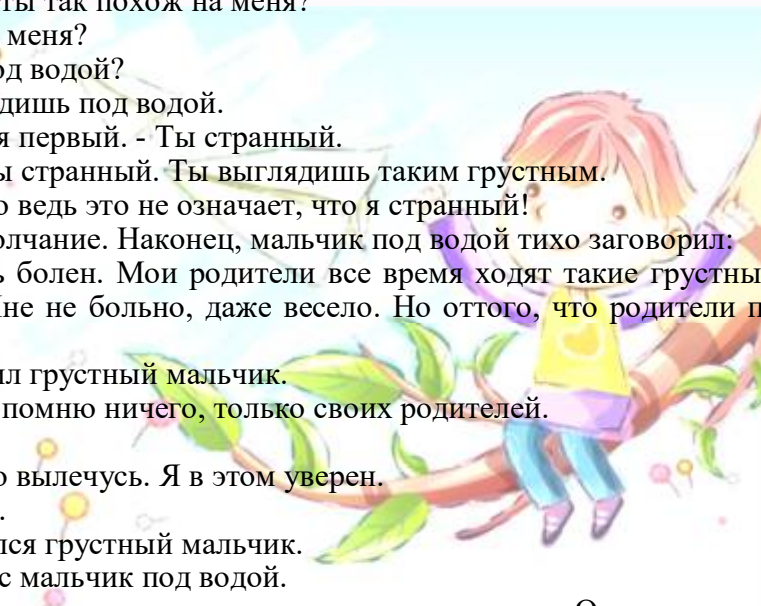 ты так похож на меня?
меня?
од водой?
дишь под водой.
я первый. - Ты странный.
ы странный. Ты выглядишь таким грустным.
о ведь это не означает, что я странный!
олчание. Наконец, мальчик под водой тихо заговорил:
ь болен. Мои родители все время ходят такие грустны
не не больно, даже весело. Но оттого, что родители п
ил грустный мальчик.
помню ничего, только своих родителей.
о вылечусь. Я в этом уверен.
лся грустный мальчик.
с мальчик под водой.